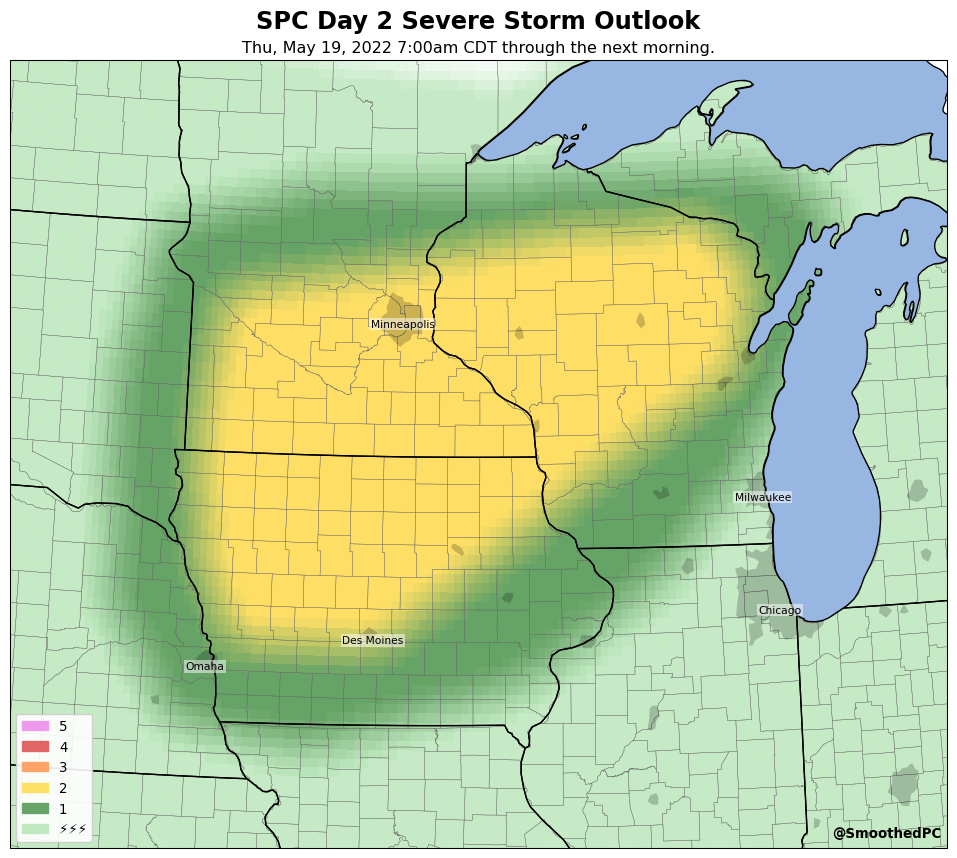 SPC Day 2 Severe Storm Outlook
Thu, May 19, 2022 7:00am CDT through the next morning.
Minneapolis
Milwaukee
Chicago
Des Moines
Omaha
5
4
3
2
1
⚡⚡⚡
@SmoothedPC